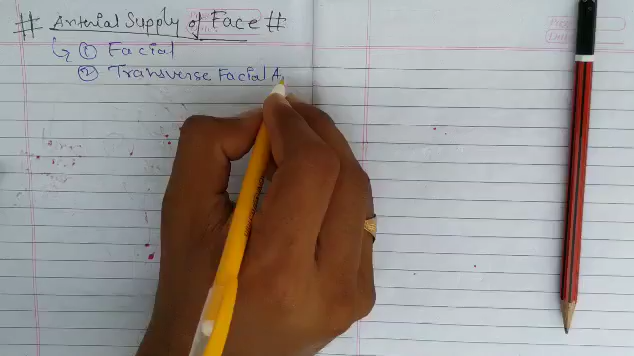 # Arterial Supply of Face #
↳ ① Facial
② Transverse Facial A